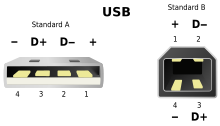 USB
Standard A
− D+ D− +
4 3 2 1
Standard B
+ D−
1 2
4 3
− D+